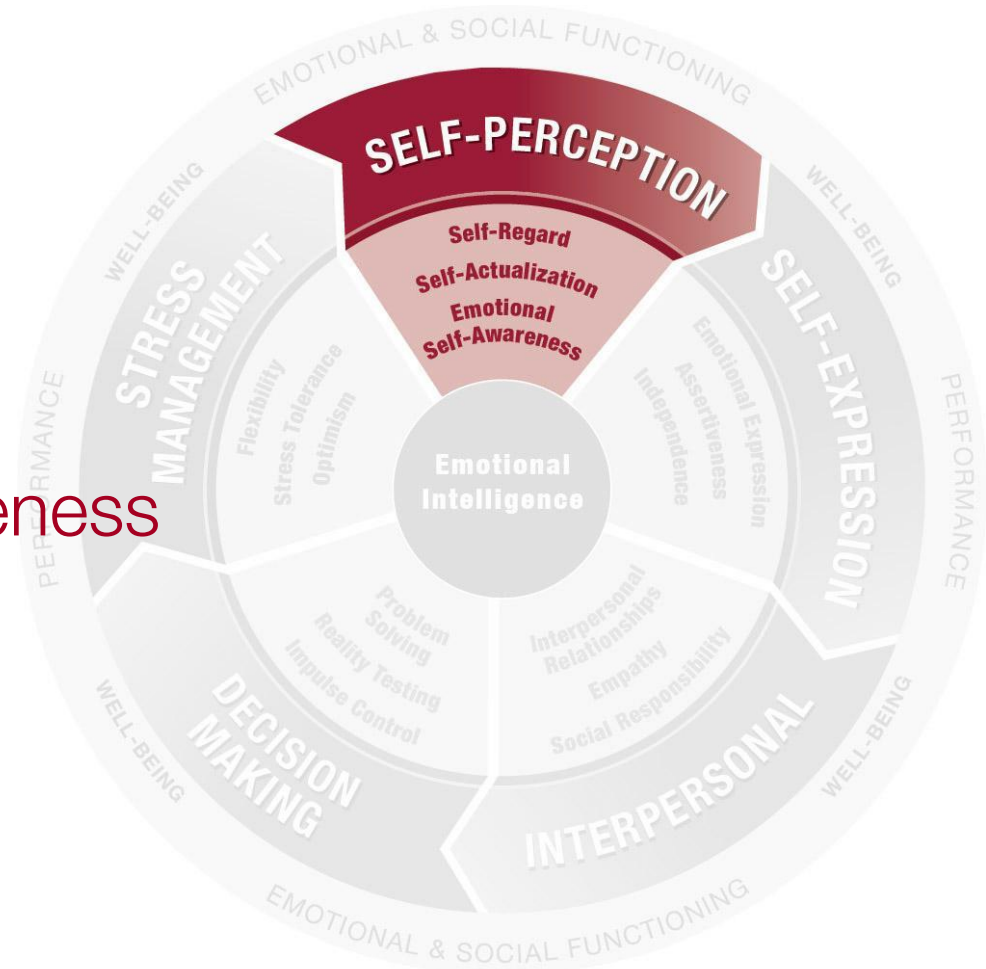 EMOTIONAL & SOCIAL FUNCTIONING
WELL-BEING
WELL-BEING
PERFORMANCE
PERFORMANCE
SELF-PERCEPTION
Self-Regard
Self-Actualization
Emotional
Self-Awareness
SELF-EXPRESSION
Emotional Expression
Assertiveness
Independence
STRESS
MANAGEMENT
Flexibility
Stress Tolerance
Optimism
Emotional
Intelligence
eness
Problem
Solving
Reality Testing
Impulse Control
DECISION
MAKING
Interpersonal
Relationships
Empathy
Social Responsibility
INTERPERSONAL
WELL-BEING
WELL-BEING
EMOTIONAL & SOCIAL FUNCTIONING